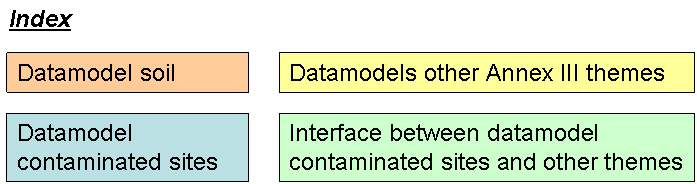 Index
Datamodel soil
Datamodels other Annex III themes
Datamodel
contaminated sites
Interface between datamodel
contaminated sites and other themes